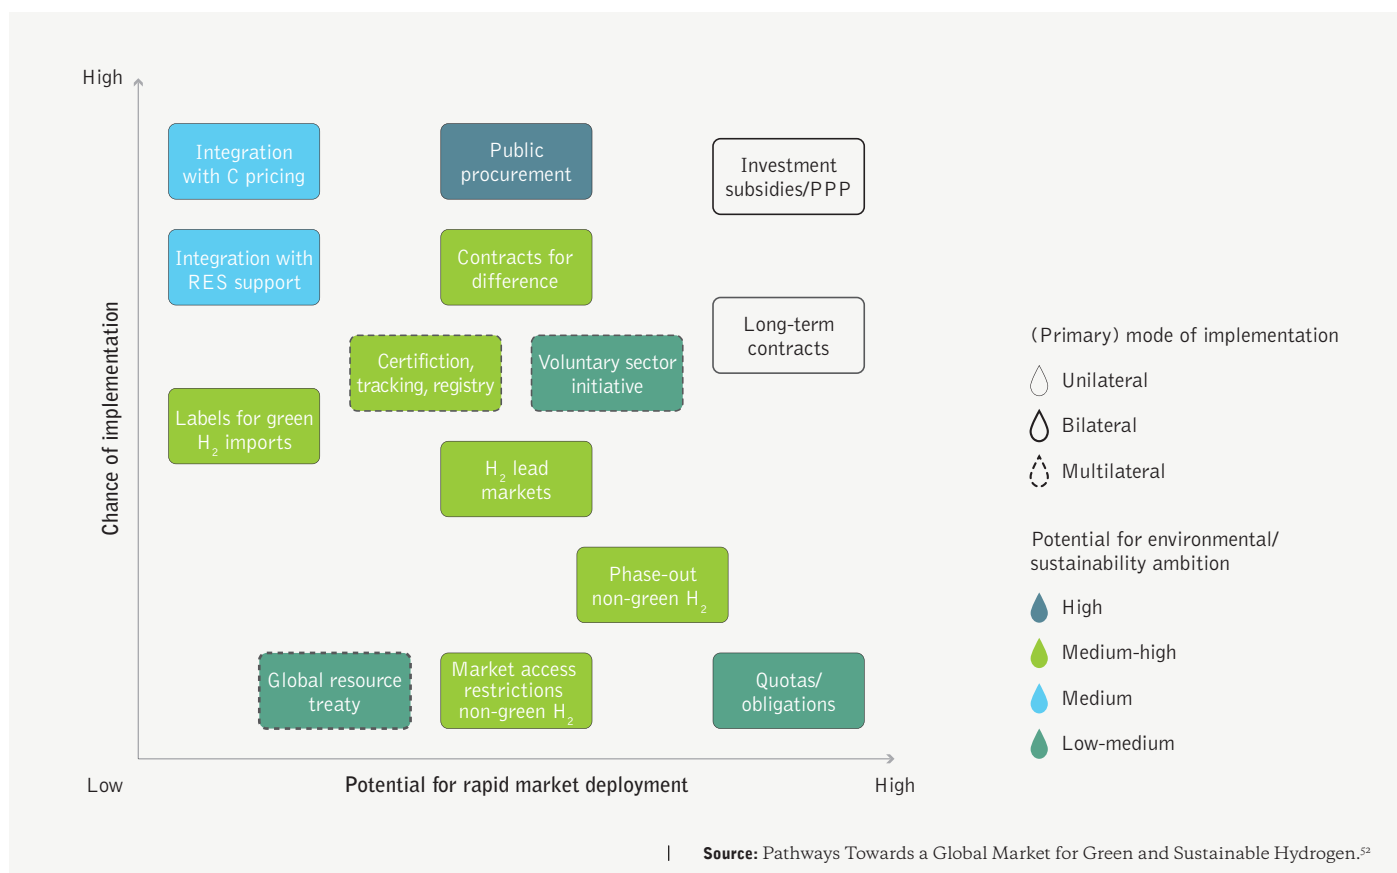 High
Integration
with C pricing
Public
procurement
Investment
subsidies/PPP
Integration with
RES support
Contracts for
difference
Long-term
contracts
Certifiction,
tracking, registry
Voluntary sector
initiative
Labels for green
H₂ imports
H₂ lead
markets
Phase-out
non-green H₂
Global resource
treaty
Market access
restrictions
non-green H₂
Quotas/
obligations
Chance of implementation
Low
Potential for rapid market deployment
High
(Primary) mode of implementation
Unilateral
Bilateral
Multilateral
Potential for environmental/
sustainability ambition
High
Medium-high
Medium
Low-medium
| Source: Pathways Towards a Global Market for Green and Sustainable Hydrogen.⁵²